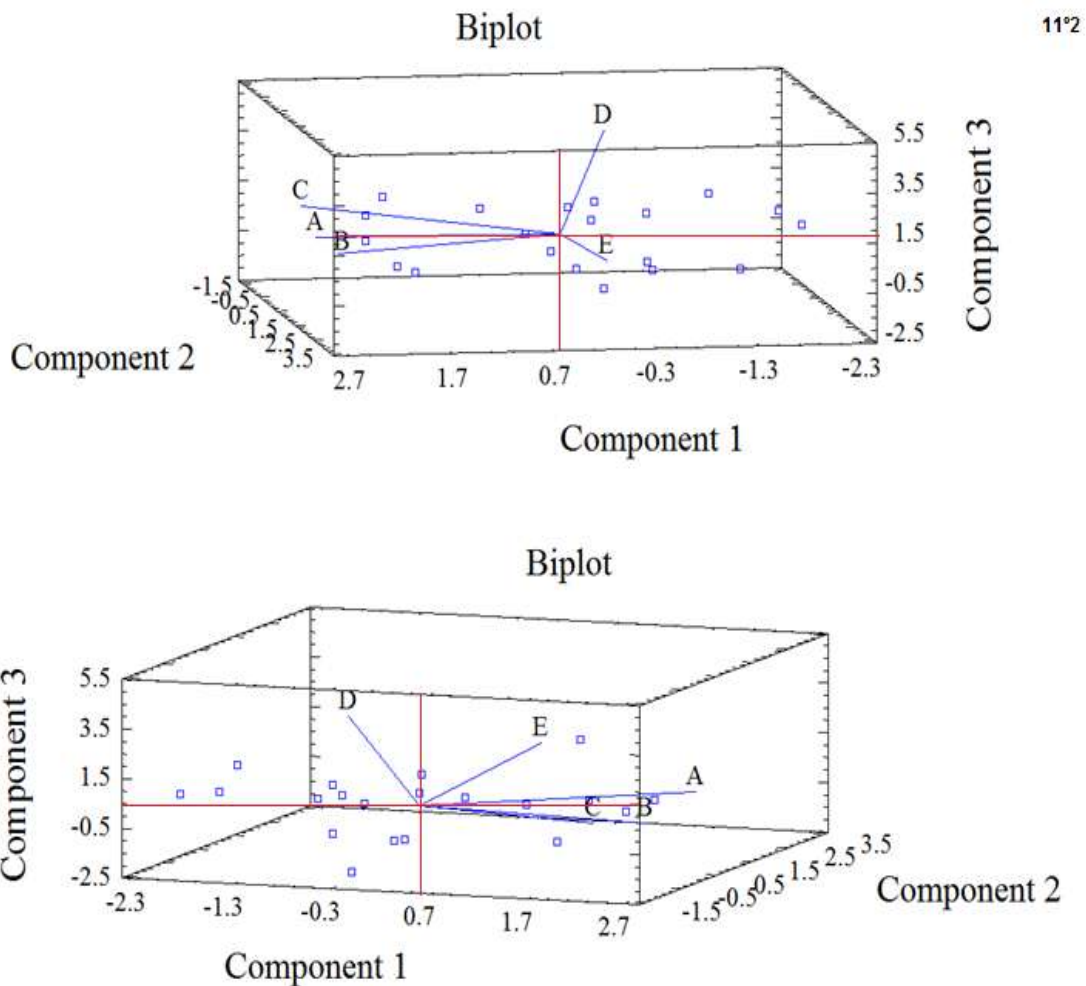 Biplot
11°2
D
5.5
C
3.5
A
B
E
1.5
-0.5
-2.5
Component 3
-1.5
-0.5
0.5
1.5
2.5
3.5
Component 2
2.7 1.7 0.7 -0.3 -1.3 -2.3
Component 1
Biplot
Component 3
5.5
3.5
1.5
-0.5
-2.5
D
E
A
C
B
-2.3 -1.3 -0.3 0.7 1.7 2.7
-1.5 -0.5 0.5 1.5 2.5 3.5
Component 2
Component 1